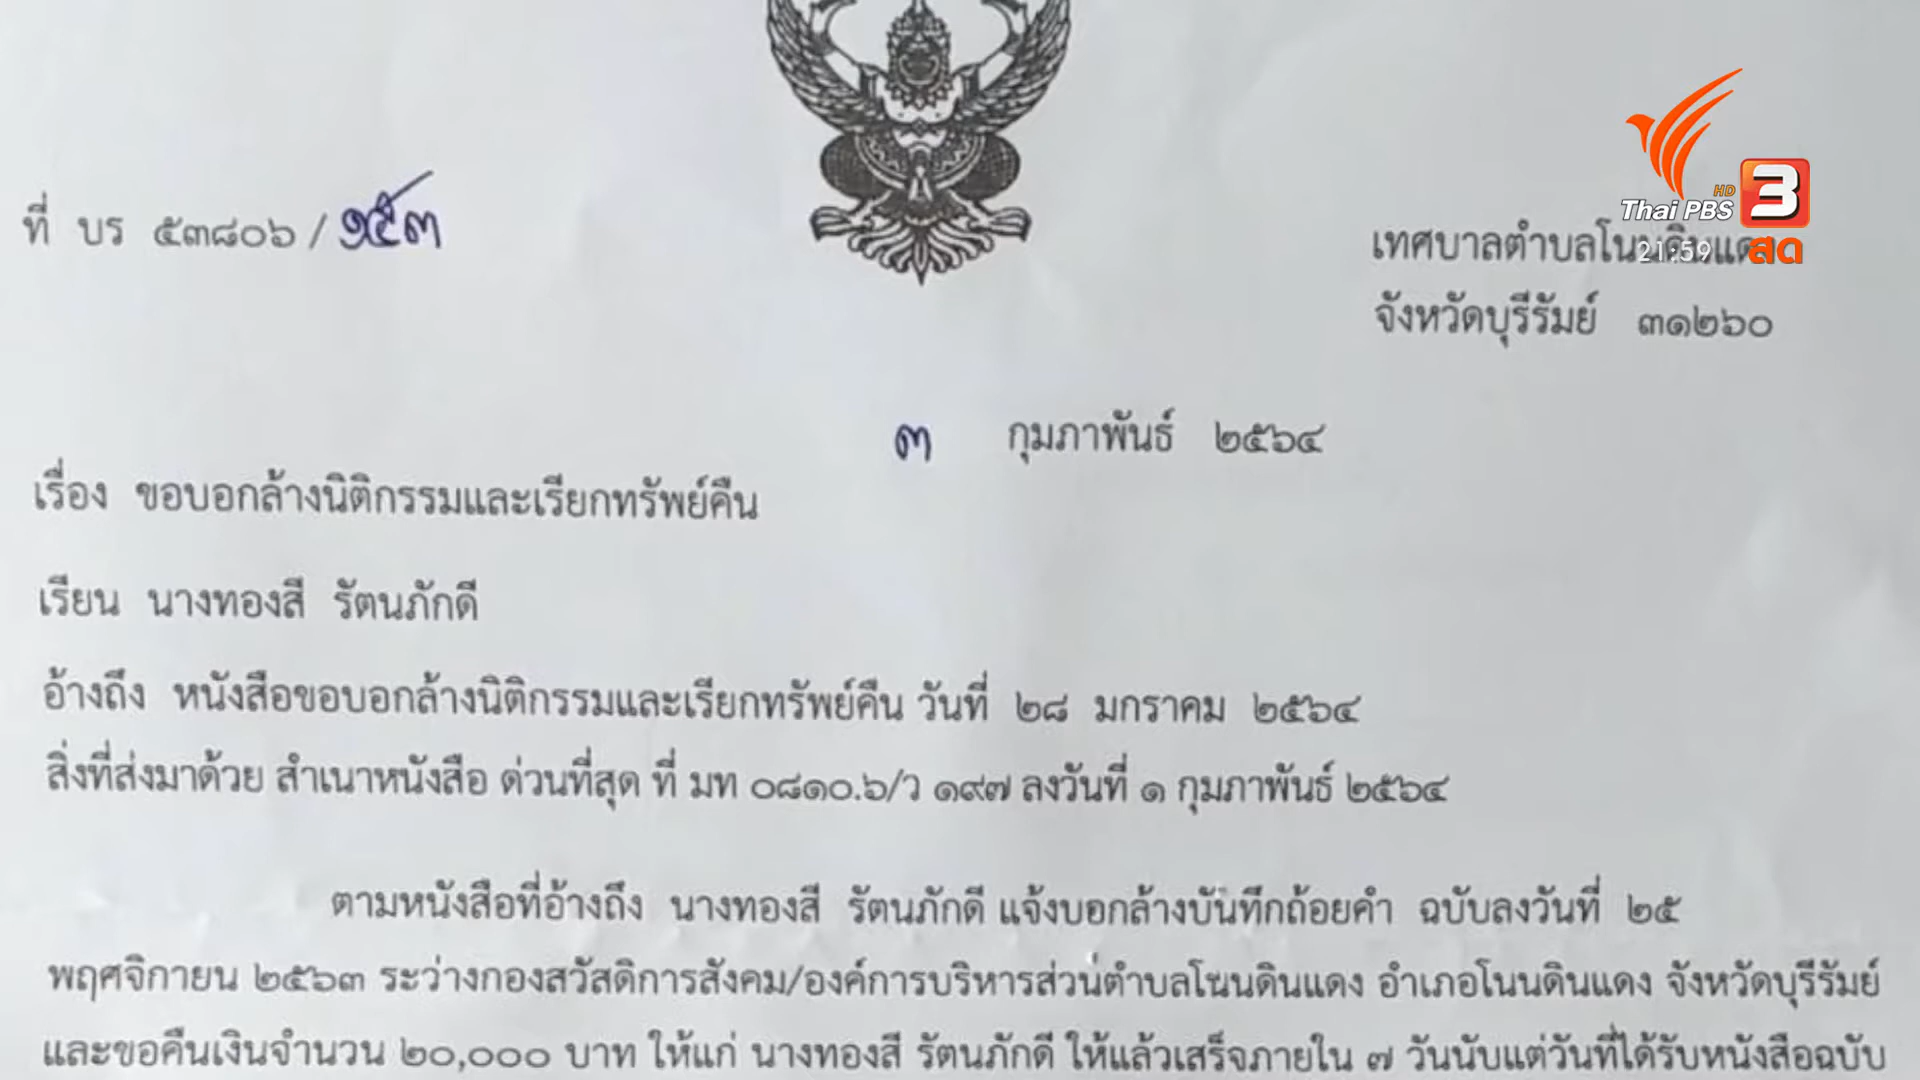 Thai PBS HD 3
ที่ บร ๕๓๘๐๖ / ๑๕๓
เทศบาลตำบลโนนดินแดง
21:59 สด
จังหวัดบุรีรัมย์ ๓๑๒๖๐
๓ กุมภาพันธ์ ๒๕๖๔
เรื่อง ขอบอกล้างนิติกรรมและเรียกทรัพย์คืน
เรียน นางทองสี รัตนภักดี
อ้างถึง หนังสือขอบอกล้างนิติกรรมและเรียกทรัพย์คืน วันที่ ๒๘ มกราคม ๒๕๖๔
สิ่งที่ส่งมาด้วย สำเนาหนังสือ ด่วนที่สุด ที่ มท ๐๘๑๐.๖/ว ๑๙๗ ลงวันที่ ๑ กุมภาพันธ์ ๒๕๖๔
ตามหนังสือที่อ้างถึง นางทองสี รัตนภักดี แจ้งบอกล้างบันทึกถ้อยคำ ฉบับลงวันที่ ๒๕
พฤศจิกายน ๒๕๖๓ ระว่างกองสวัสดิการสังคม/องค์การบริหารส่วนตำบลโนนดินแดง อำเภอโนนดินแดง จังหวัดบุรีรัมย์
และขอคืนเงินจำนวน ๒๐,๐๐๐ บาท ให้แก่ นางทองสี รัตนภักดี ให้แล้วเสร็จภายใน ๗ วันนับแต่วันที่ได้รับหนังสือฉบับ